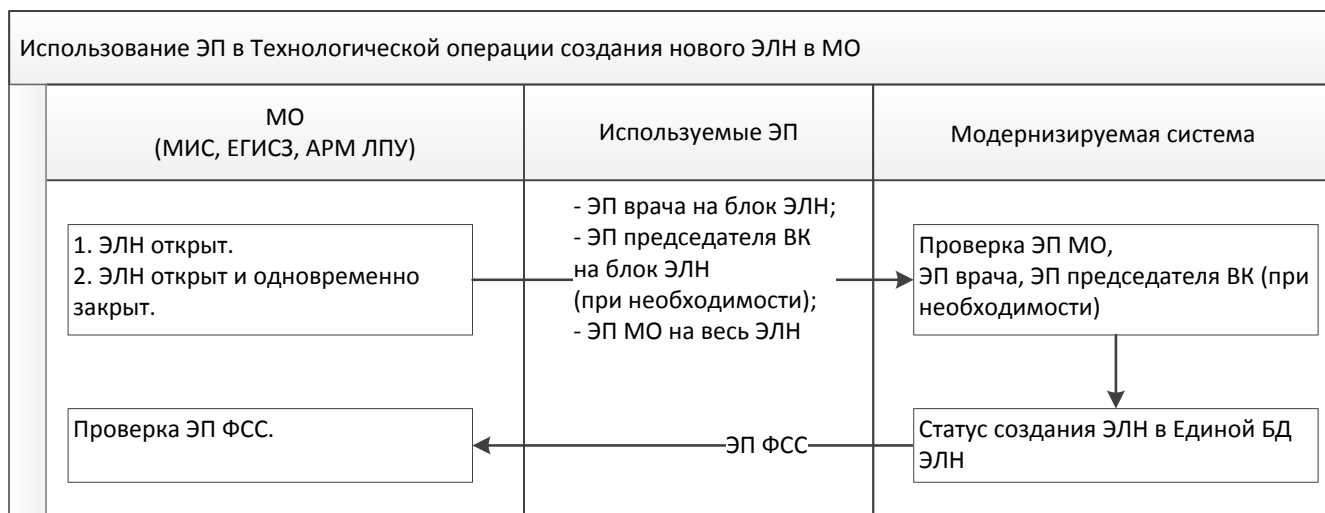 Использование ЭП в Технологической операции создания нового ЭЛН в МО
МО
(МИС, ЕГИСЗ, АРМ ЛПУ)
Используемые ЭП
Модернизируемая система
1. ЭЛН открыт.
2. ЭЛН открыт и одновременно
закрыт.
- ЭП врача на блок ЭЛН;
- ЭП председателя ВК
на блок ЭЛН
(при необходимости);
- ЭП МО на весь ЭЛН
Проверка ЭП МО,
ЭП врача, ЭП председателя ВК (при
необходимости)
Проверка ЭП ФСС.
ЭП ФСС
Статус создания ЭЛН в Единой БД
ЭЛН